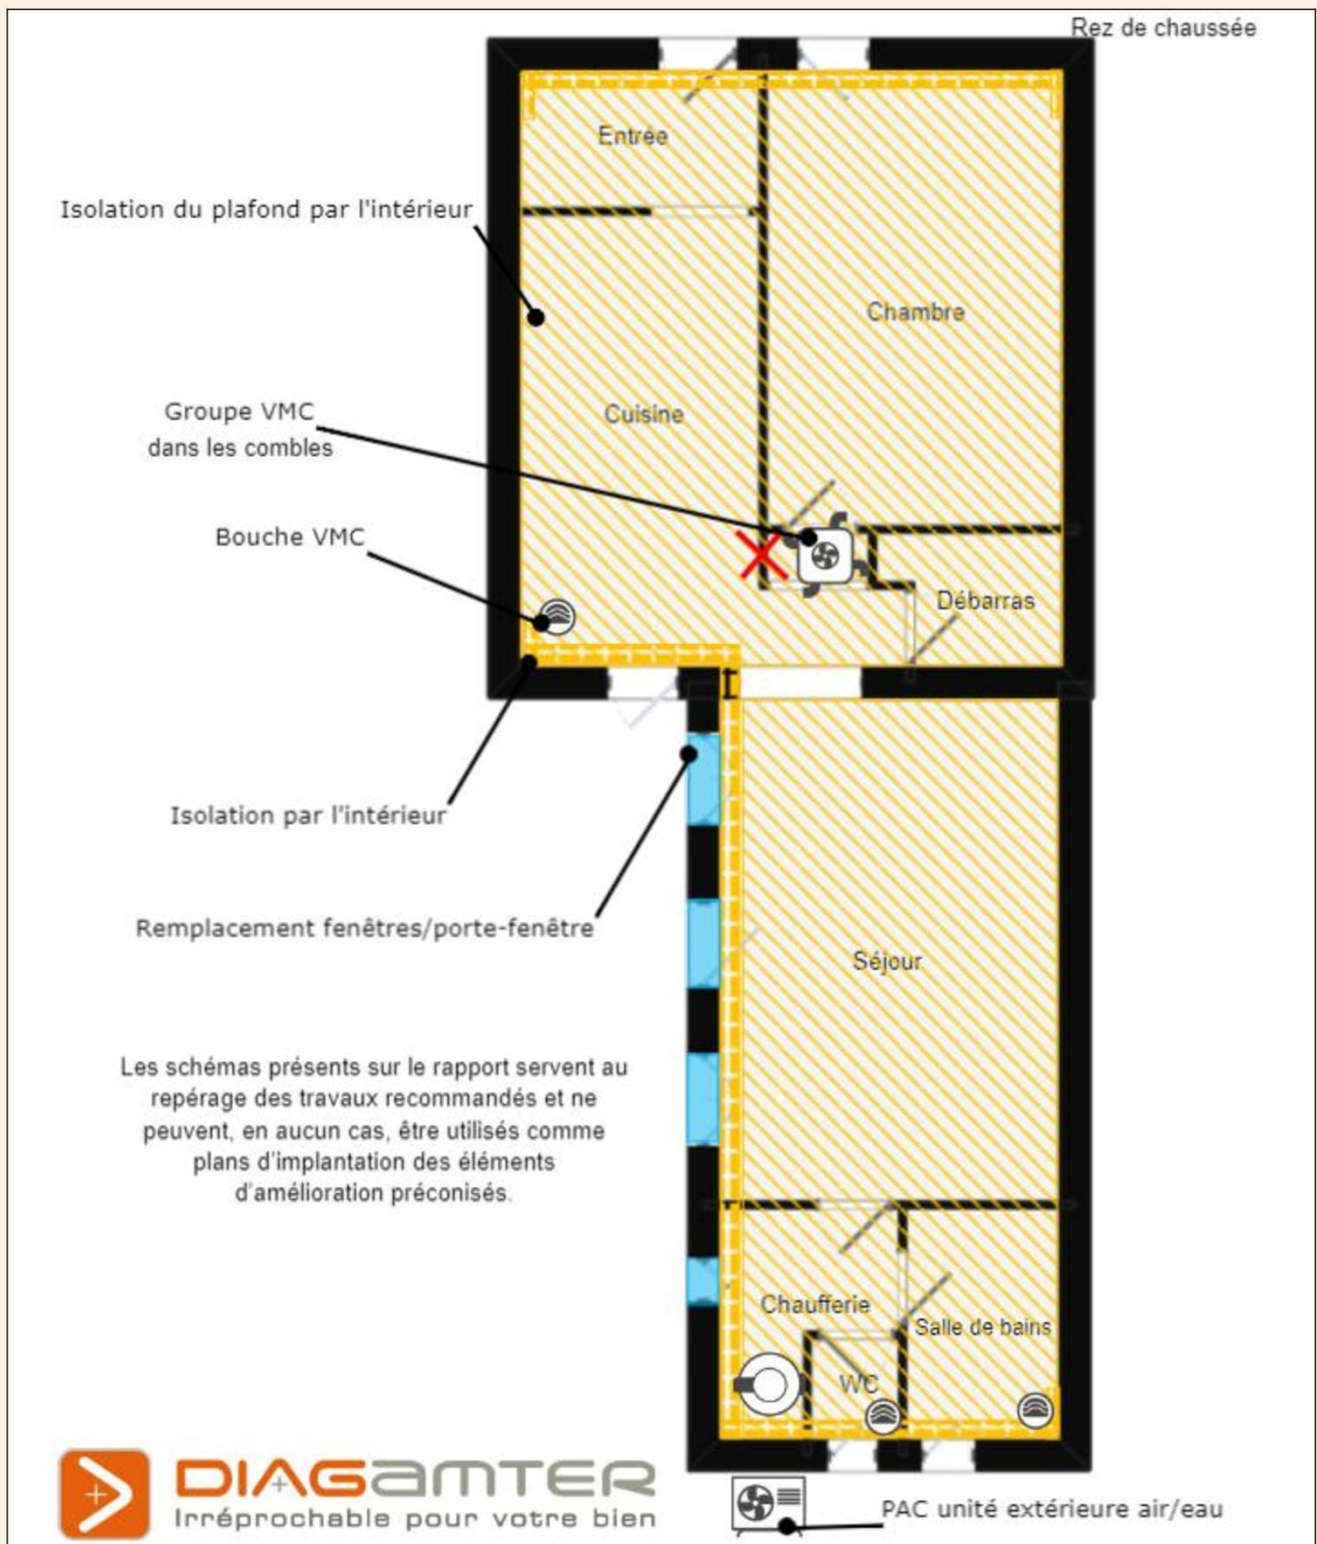 Rez de chaussée
Entrée
Isolation du plafond par l'intérieur
Chambre
Groupe VMC
dans les combles
Cuisine
Bouche VMC
Débarras
Isolation par l'intérieur
Remplacement fenêtres/porte-fenêtre
Séjour
Les schémas présents sur le rapport servent au
repérage des travaux recommandés et ne
peuvent, en aucun cas, être utilisés comme
plans d'implantation des éléments
d'amélioration préconisés.
Chaufferie
Salle de bains
WC
DIAGAMTER
Irréprochable pour votre bien
PAC unité extérieure air/eau